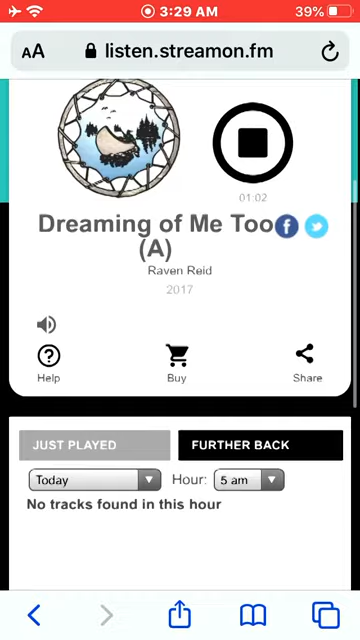 3:29 AM
39%
AA
listen.streamon.fm
01:02
Dreaming of Me Too
(A)
f
Raven Reid
2017
Help
Buy
Share
JUST PLAYED
FURTHER BACK
Today
Hour:
5 am
No tracks found in this hour